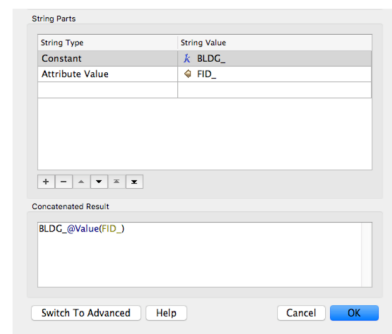 String Parts
String Type String Value
Constant k BLDG_
Attribute Value FID_
Concatenated Result
BLDG_@Value(FID_)
Switch To Advanced Help Cancel OK